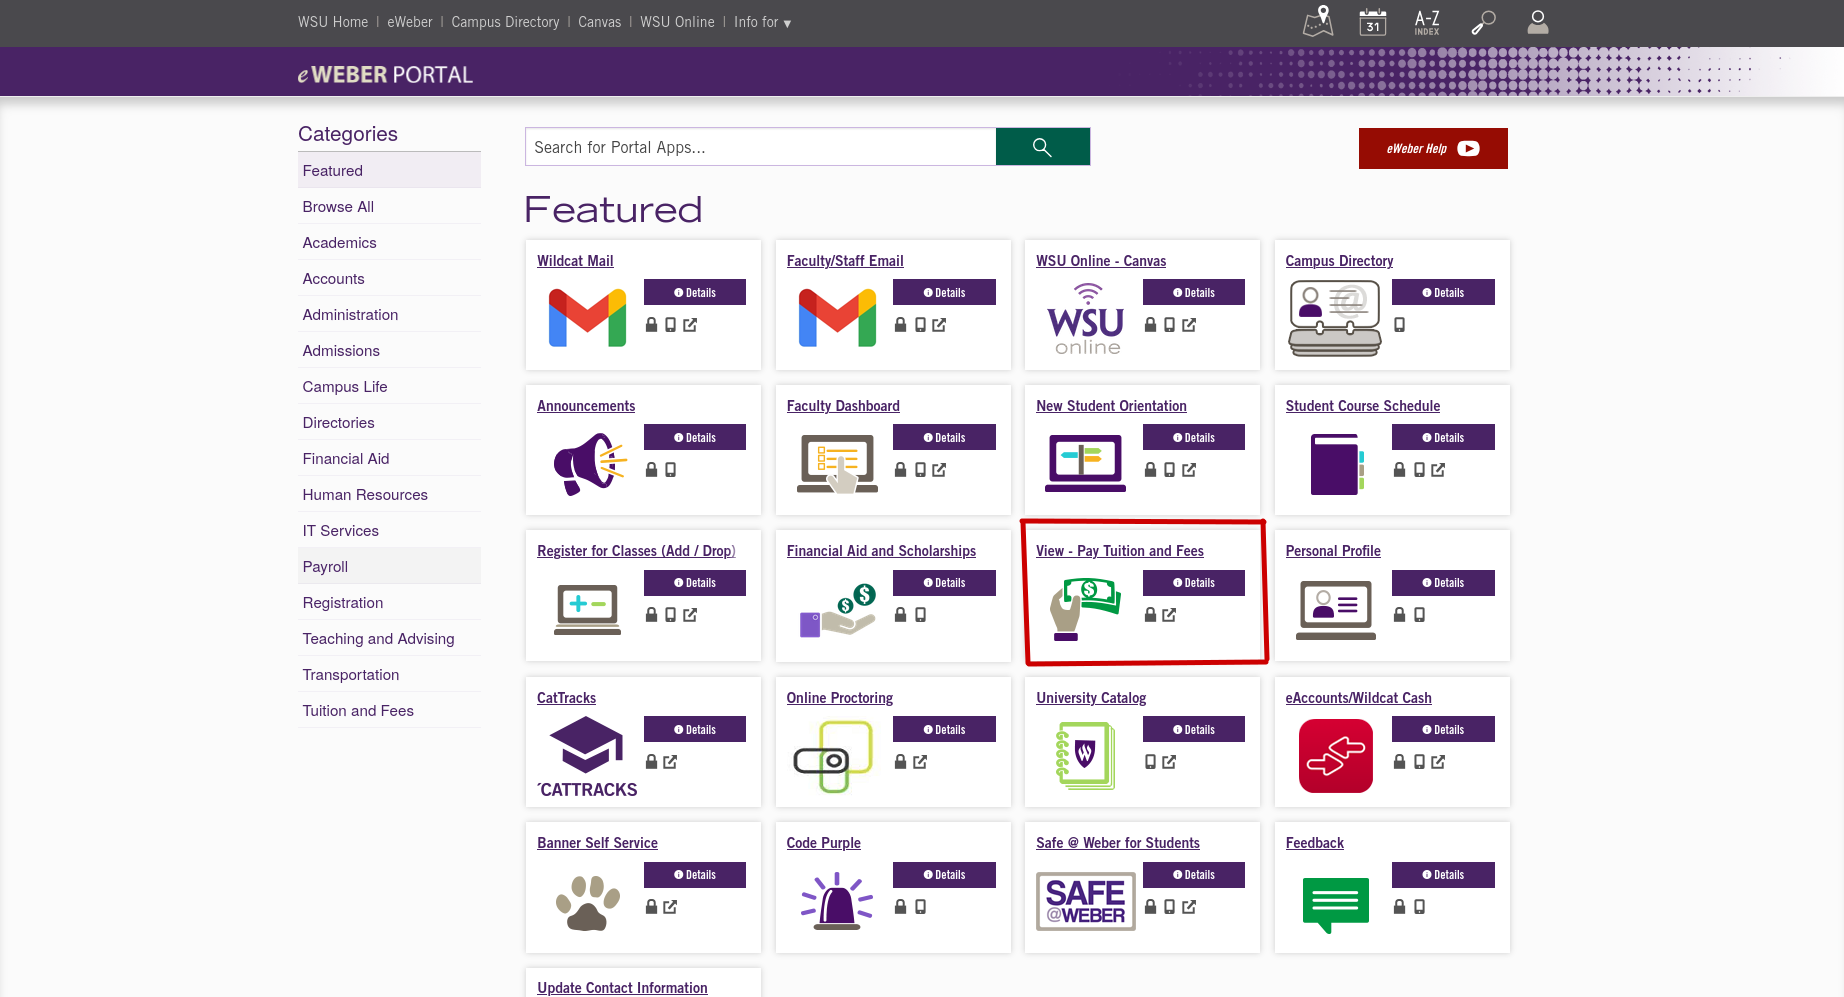 WSU Home | eWeber | Campus Directory | Canvas | WSU Online | Info for ▼
31
A-Z
INDEX
eWEBER PORTAL
Categories
Featured
Browse All
Academics
Accounts
Administration
Admissions
Campus Life
Directories
Financial Aid
Human Resources
IT Services
Payroll
Registration
Teaching and Advising
Transportation
Tuition and Fees
Search for Portal Apps...
eWeber Help
Featured
Wildcat Mail
Details
Faculty/Staff Email
Details
WSU Online - Canvas
Details
WSU
online
Campus Directory
Details
@
Announcements
Details
Faculty Dashboard
Details
New Student Orientation
Details
Student Course Schedule
Details
Register for Classes (Add / Drop)
Details
Financial Aid and Scholarships
Details
$ $
View - Pay Tuition and Fees
Details
$
Personal Profile
Details
CatTracks
Details
CATTRACKS
Online Proctoring
Details
University Catalog
Details
W
eAccounts/Wildcat Cash
Details
Banner Self Service
Details
Code Purple
Details
Safe @ Weber for Students
Details
SAFE
@WEBER
Feedback
Details
Update Contact Information